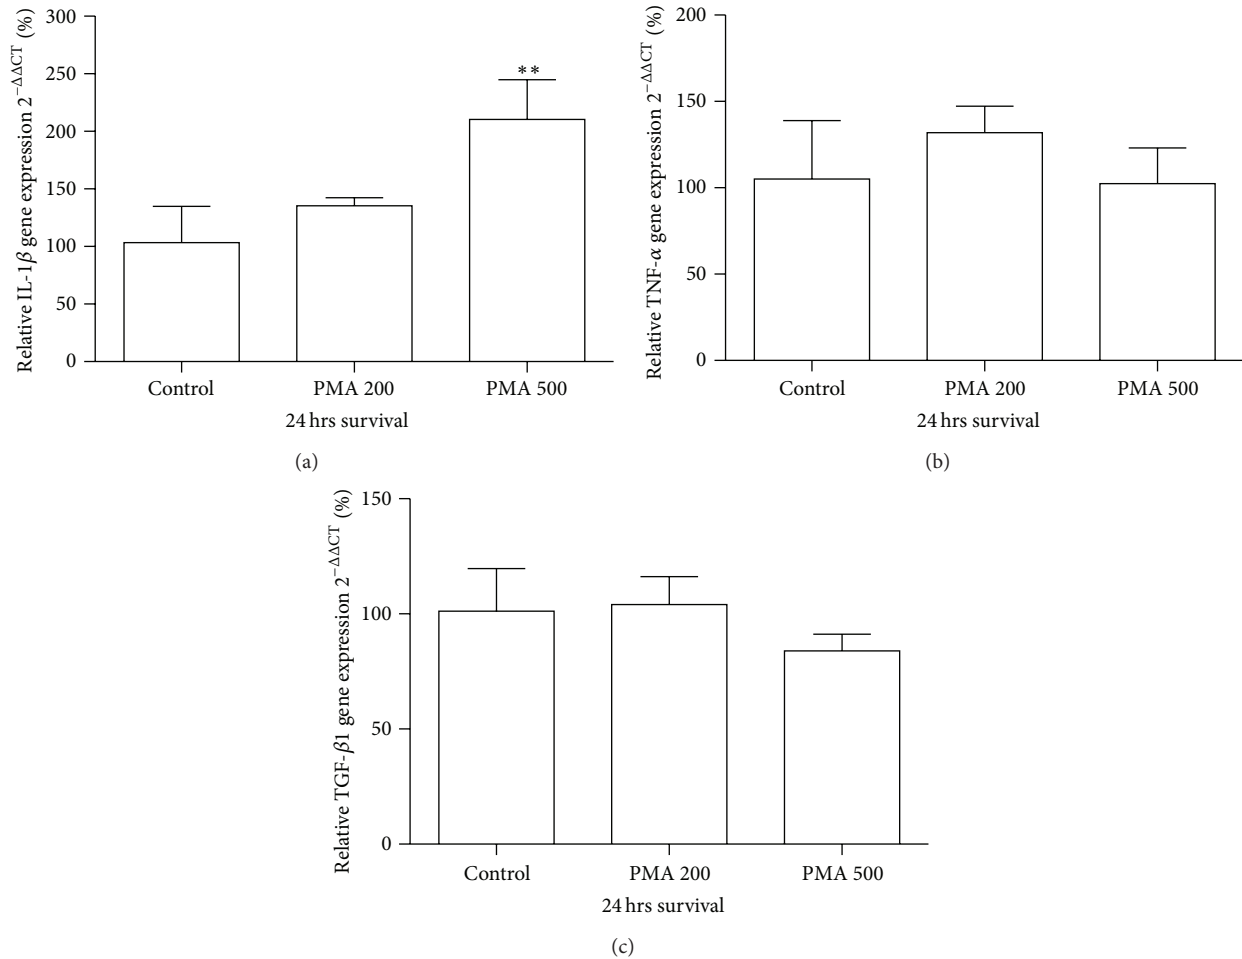 Relative IL-1β gene expression 2^−ΔΔCT (%)
300
250
200
150
100
50
0
**
Control
PMA 200
PMA 500
24 hrs survival
(a)
Relative TNF-α gene expression 2^−ΔΔCT (%)
200
150
100
50
0
Control
PMA 200
PMA 500
24 hrs survival
(b)
Relative TGF-β1 gene expression 2^−ΔΔCT (%)
150
100
50
0
Control
PMA 200
PMA 500
24 hrs survival
(c)